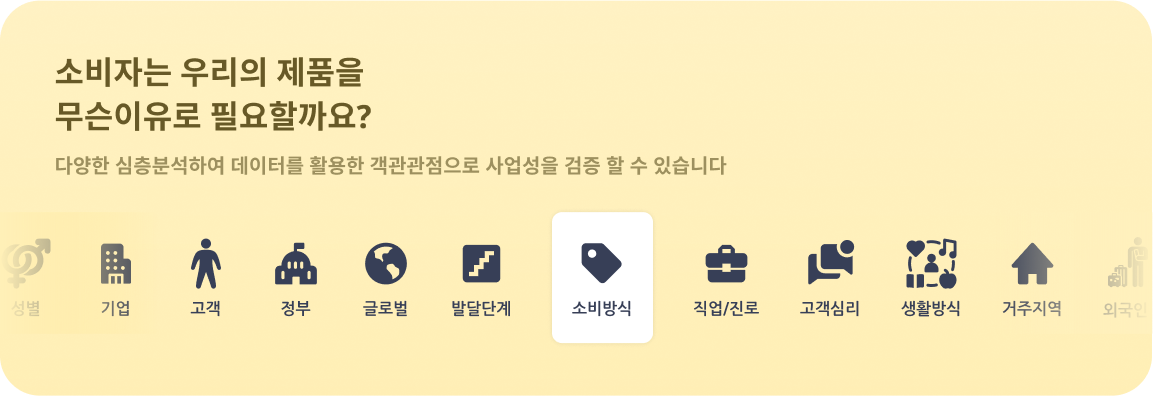 소비자는 우리의 제품을
무슨이유로 필요할까요?
다양한 심층분석하여 데이터를 활용한 객관관점으로 사업성을 검증 할 수 있습니다
성별 기업 고객 정부 글로벌 발달단계 소비방식 직업/진로 고객심리 생활방식 거주지역